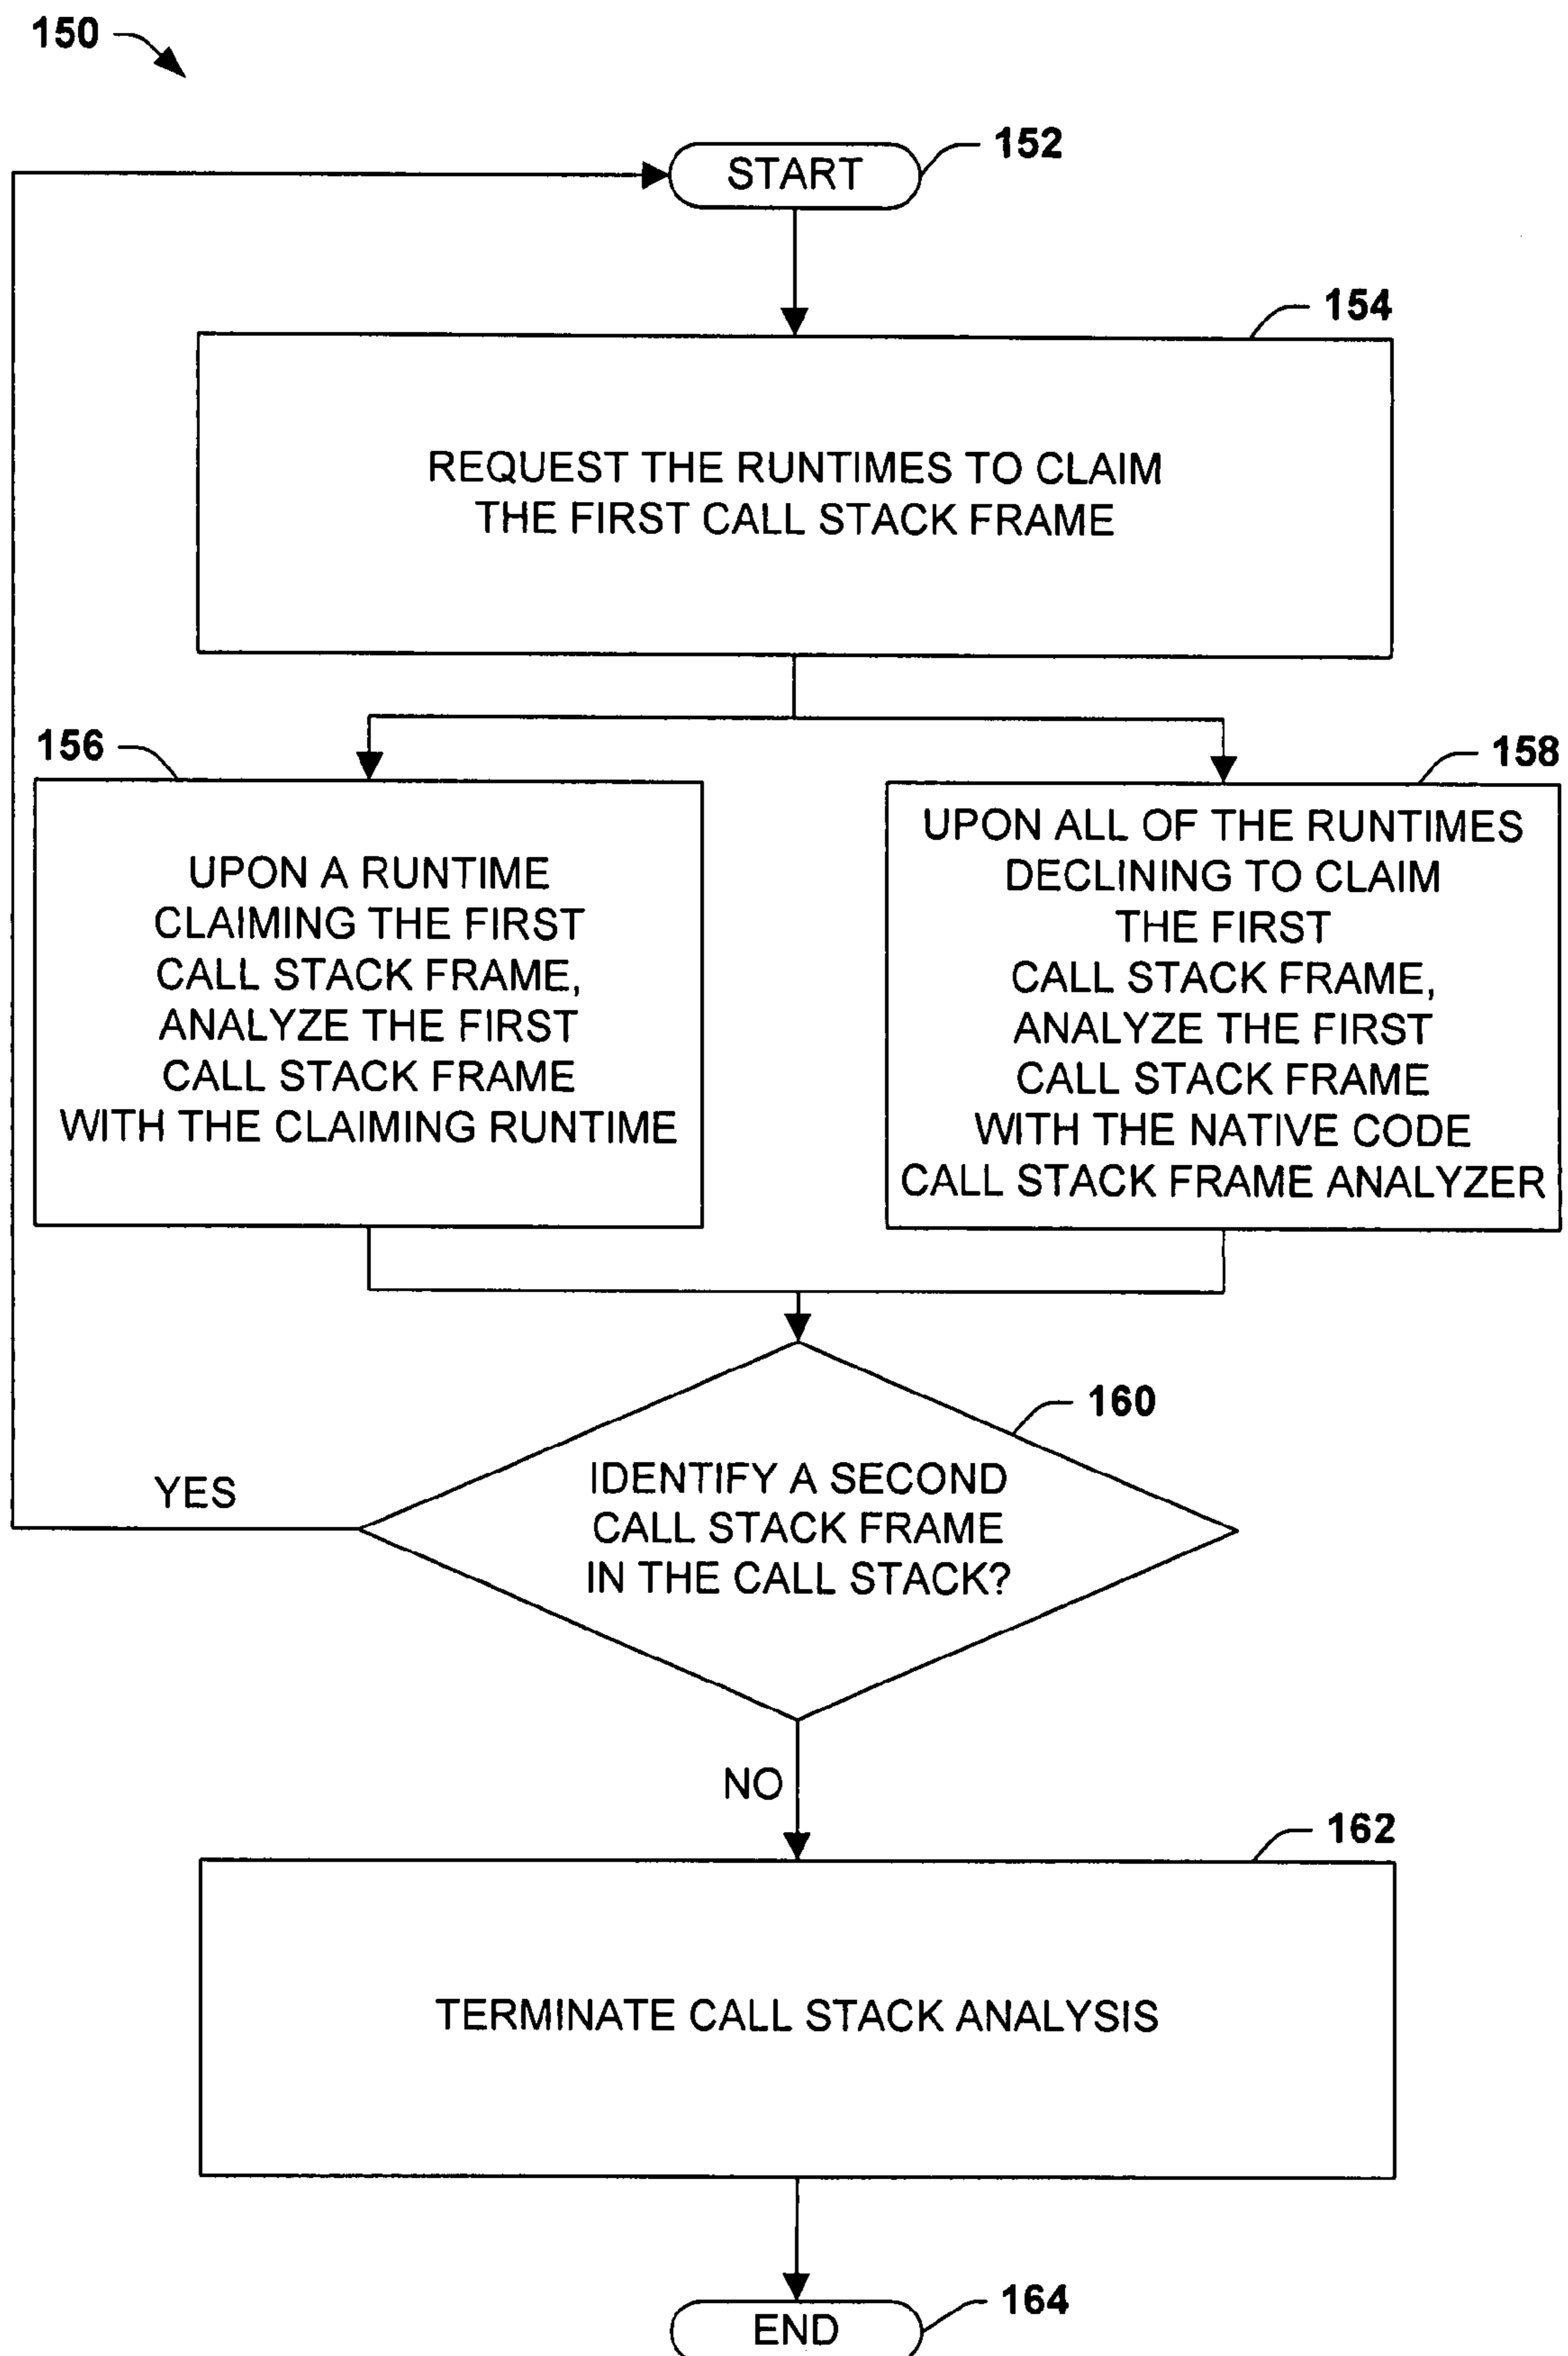 150
152
START
154
REQUEST THE RUNTIMES TO CLAIM
THE FIRST CALL STACK FRAME
156
UPON A RUNTIME
CLAIMING THE FIRST
CALL STACK FRAME,
ANALYZE THE FIRST
CALL STACK FRAME
WITH THE CLAIMING RUNTIME
158
UPON ALL OF THE RUNTIMES
DECLINING TO CLAIM
THE FIRST
CALL STACK FRAME,
ANALYZE THE FIRST
CALL STACK FRAME
WITH THE NATIVE CODE
CALL STACK FRAME ANALYZER
160
IDENTIFY A SECOND
CALL STACK FRAME
IN THE CALL STACK?
YES
NO
162
TERMINATE CALL STACK ANALYSIS
164
END